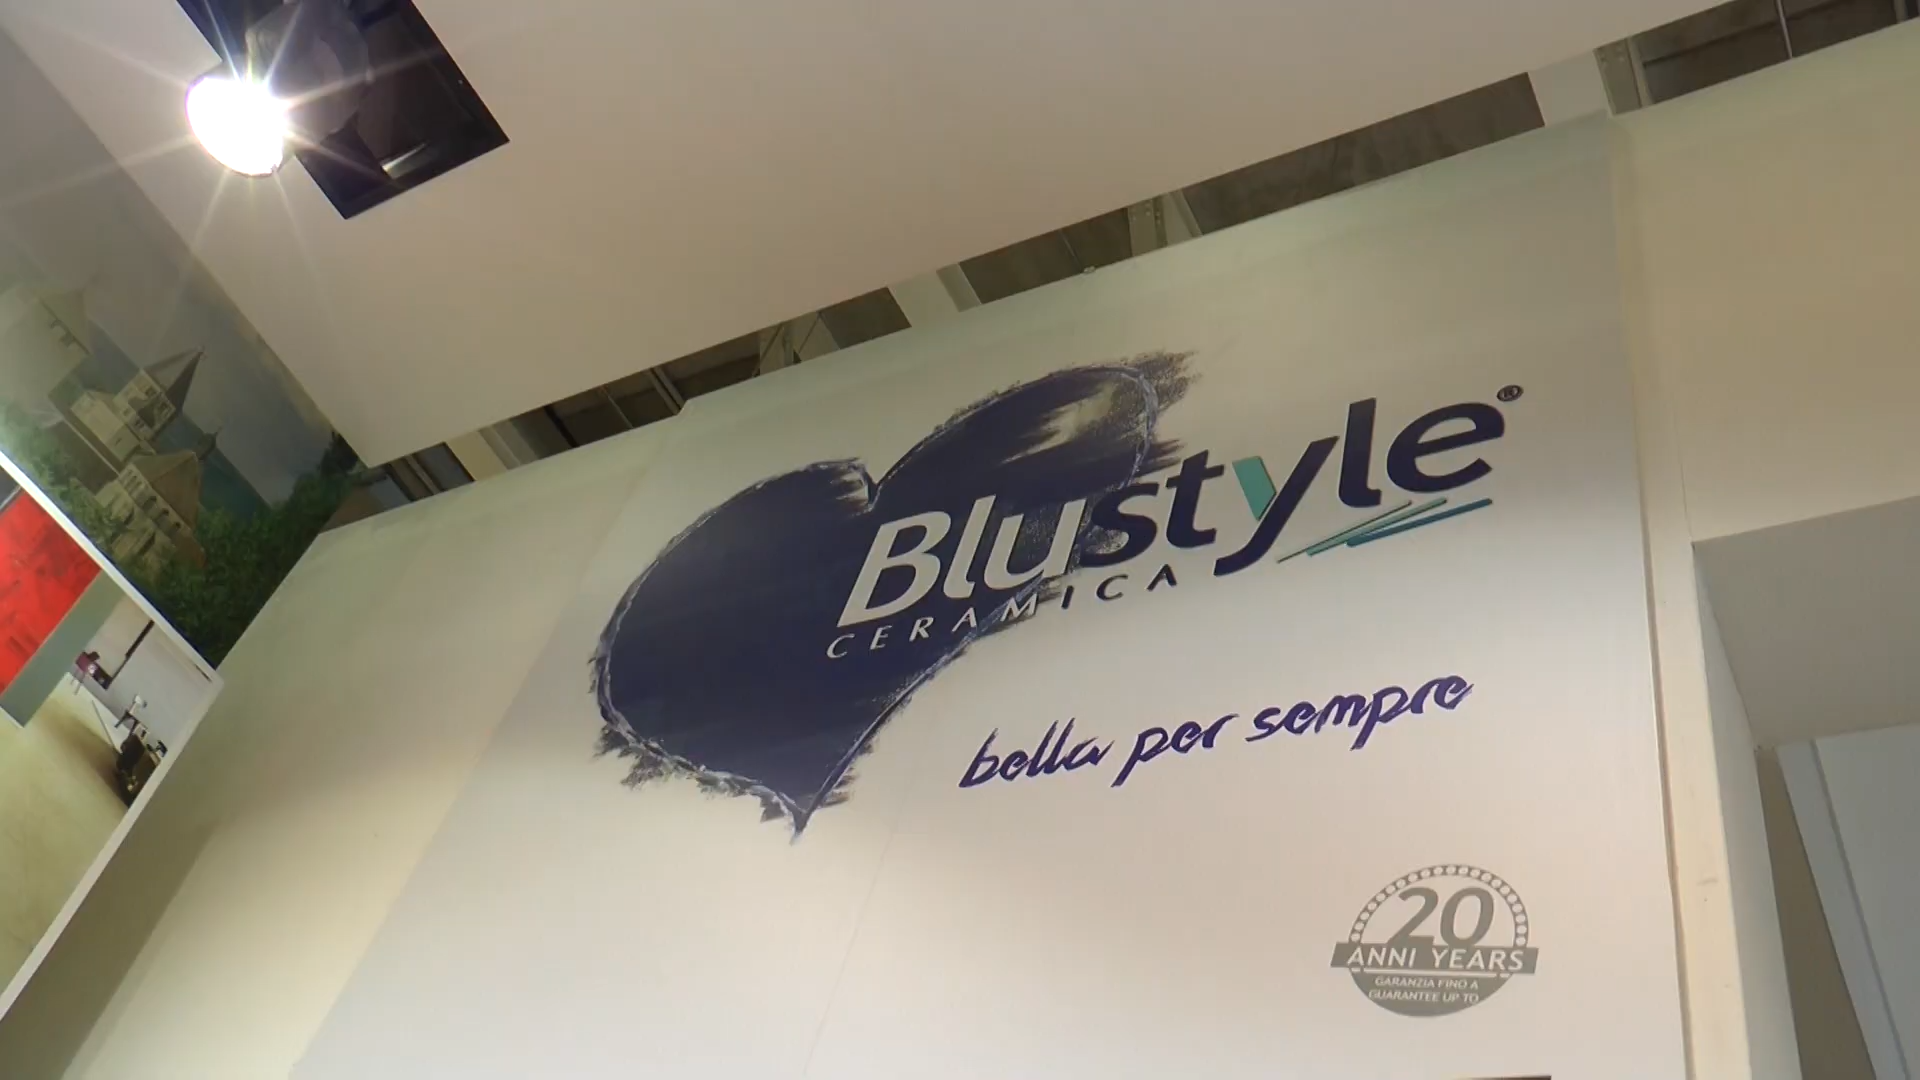 Blustyle®
CERAMICA
bella per sempre
20
ANNI YEARS
GARANZIA FINO A
GUARANTEE UP TO